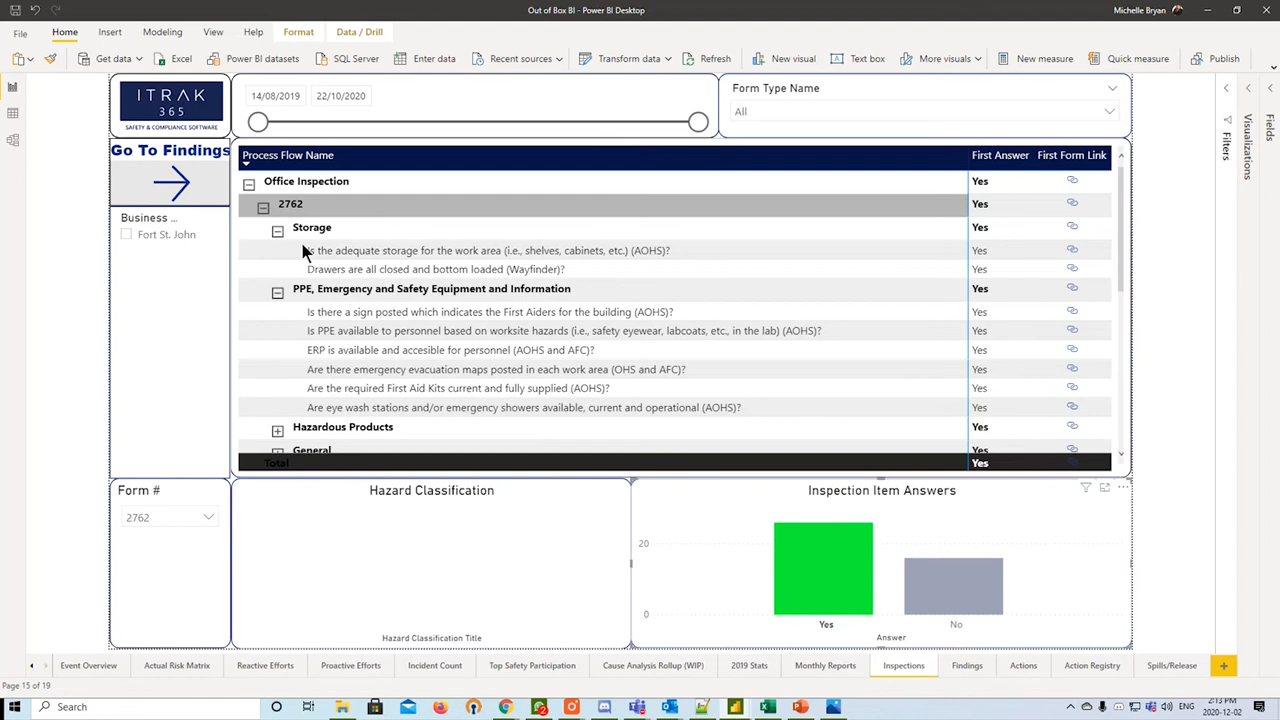 Out of Box BI - Power BI Desktop
Michelle Bryan
File Home Insert Modeling View Help Format Data / Drill
Get data Excel Power BI datasets SQL Server Enter data Recent sources Transform data Refresh New visual Text box More visuals New measure Quick measure Publish
ITRAK
365
SAFETY & COMPLIANCE SOFTWARE
14/08/2019 22/10/2020
Form Type Name
All
Go To Findings
Business ...
Fort St. John
Process Flow Name First Answer First Form Link
Office Inspection Yes
2762 Yes
Storage Yes
Is the adequate storage for the work area (i.e., shelves, cabinets, etc.) (AOHS)? Yes
Drawers are all closed and bottom loaded (Wayfinder)? Yes
PPE, Emergency and Safety Equipment and Information Yes
Is there a sign posted which indicates the First Aiders for the building (AOHS)? Yes
Is PPE available to personnel based on worksite hazards (i.e., safety eyewear, labcoats, etc., in the lab) (AOHS)? Yes
ERP is available and accesible for personnel (AOHS and AFC)? Yes
Are there emergency evacuation maps posted in each work area (OHS and AFC)? Yes
Are the required First Aid Kits current and fully supplied (AOHS)? Yes
Are eye wash stations and/or emergency showers available, current and operational (AOHS)? Yes
Hazardous Products Yes
General Yes
Total Yes
Form #
2762
Hazard Classification
Hazard Classification Title
Inspection Item Answers
20
0
Yes No
Answer
Event Overview Actual Risk Matrix Reactive Efforts Proactive Efforts Incident Count Top Safety Participation Cause Analysis Rollup (WIP) 2019 Stats Monthly Reports Inspections Findings Actions Action Registry Spills/Release
Page 15 of 19
Filters
Visualizations
Fields
Search
2:13 PM
2020-12-02